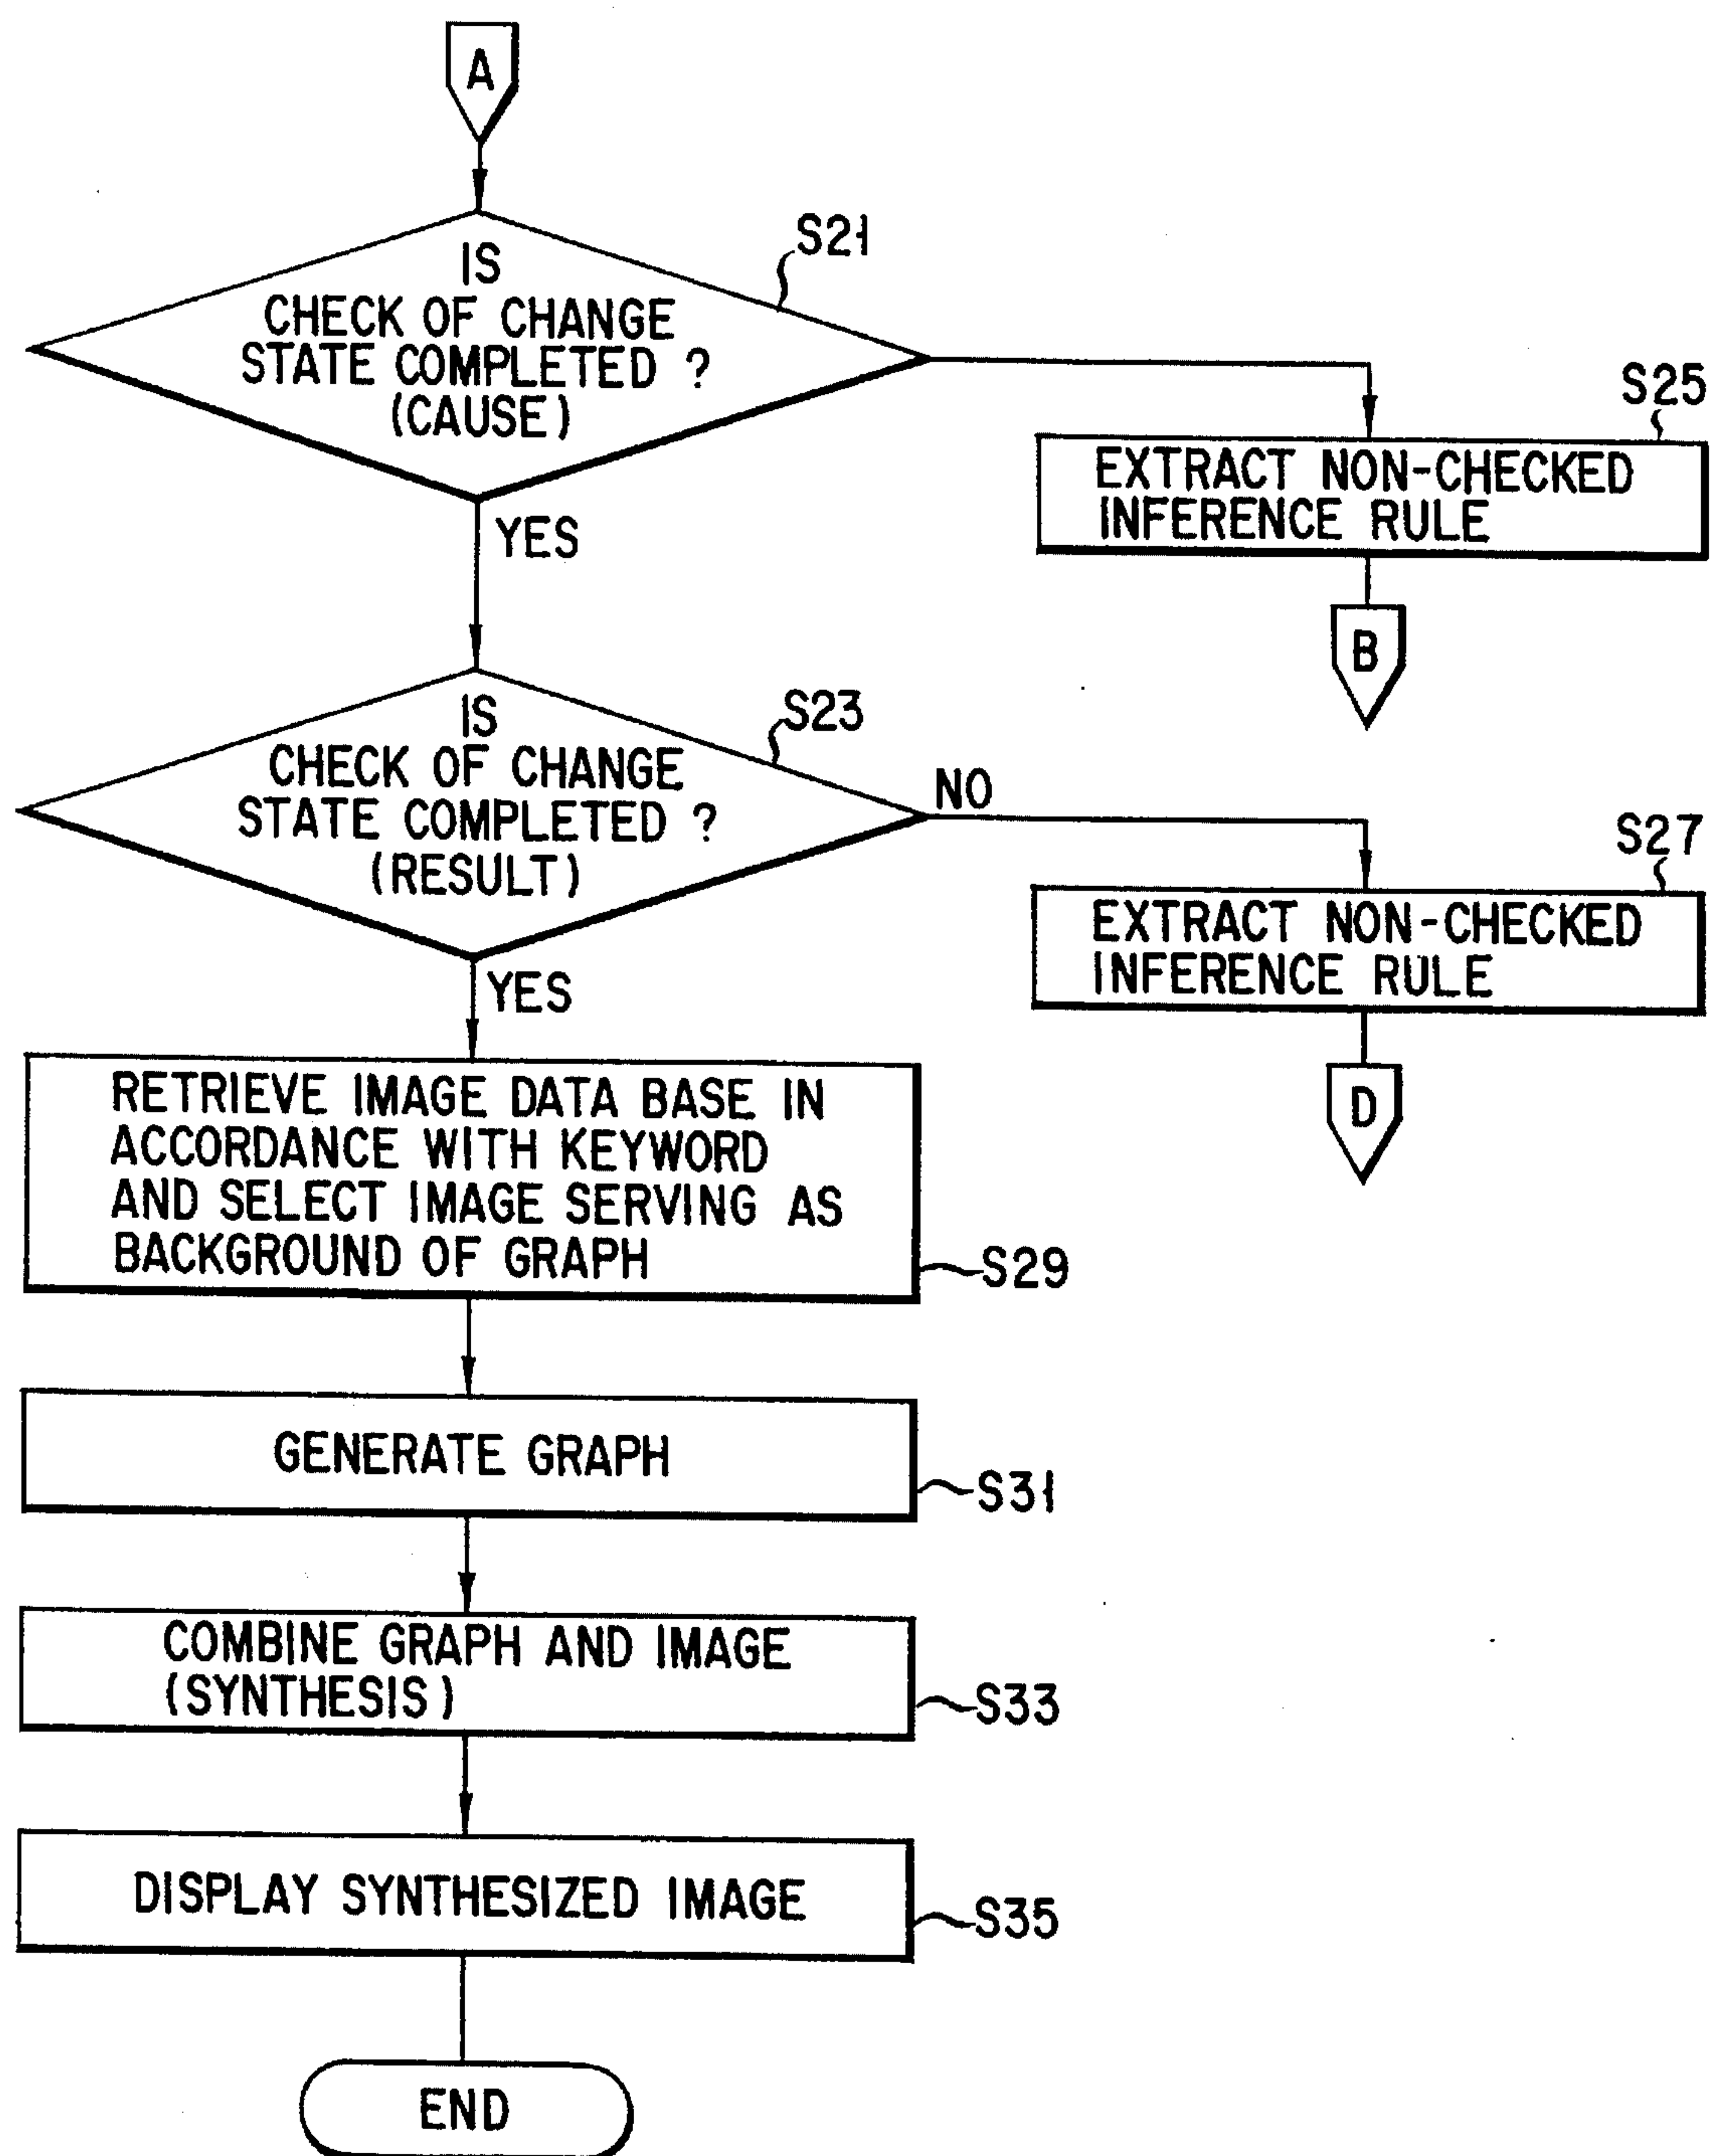 A
IS
CHECK OF CHANGE
STATE COMPLETED ?
(CAUSE)
S21
YES
S25
EXTRACT NON-CHECKED
INFERENCE RULE
B
IS
CHECK OF CHANGE
STATE COMPLETED ?
(RESULT)
S23
NO
YES
S27
EXTRACT NON-CHECKED
INFERENCE RULE
D
RETRIEVE IMAGE DATA BASE IN
ACCORDANCE WITH KEYWORD
AND SELECT IMAGE SERVING AS
BACKGROUND OF GRAPH
S29
GENERATE GRAPH
S31
COMBINE GRAPH AND IMAGE
(SYNTHESIS)
S33
DISPLAY SYNTHESIZED IMAGE
S35
END